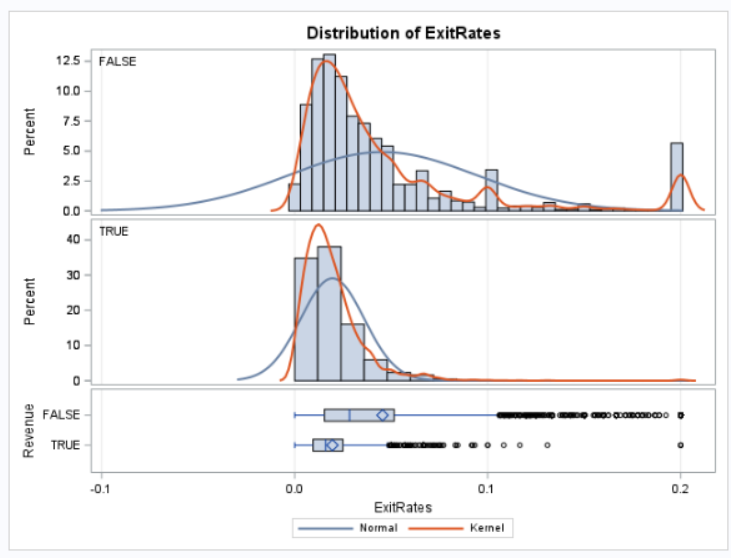 Distribution of ExitRates
Percent
12.5
10.0
7.5
5.0
2.5
0.0
FALSE
Percent
40
30
20
10
0
TRUE
Revenue
FALSE
TRUE
-0.1 0.0 0.1 0.2
ExitRates
Normal Kernel